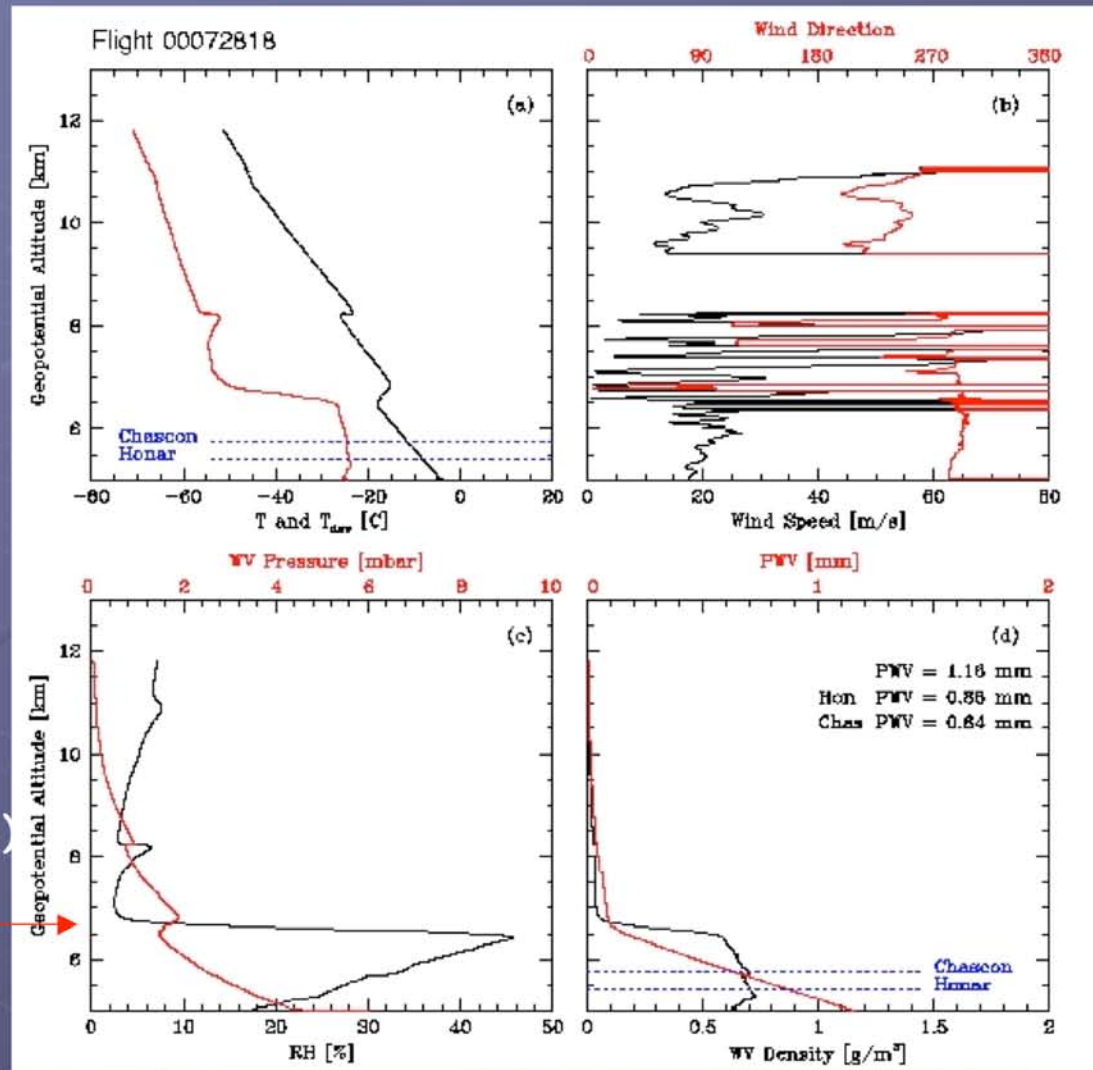 Flight 00072818
Wind Direction
0 90 180 270 360
(a)
(b)
Geopotential Altitude [km]
12
10
8
6
Chascon
Honar
-80 -60 -40 -20 0 20
T and T_dew [C]
0 20 40 60 80
Wind Speed [m/s]
WV Pressure [mbar]
0 2 4 6 8 10
PWV [mm]
0 1 2
(c)
(d)
Geopotential Altitude [km]
12
10
8
6
)
PWV = 1.16 mm
Hon PWV = 0.86 mm
Chas PWV = 0.64 mm
Chascon
Honar
0 10 20 30 40 50
RH [%]
0 0.5 1 1.5 2
WV Density [g/m³]